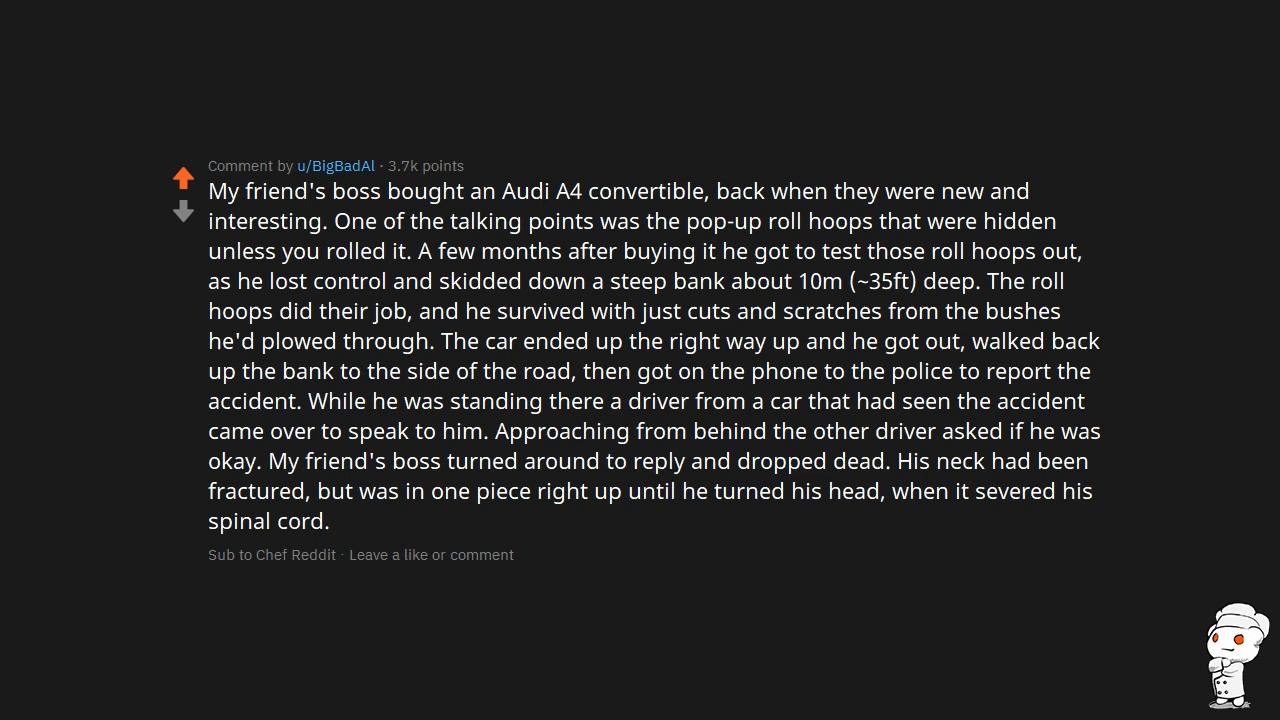 Comment by u/BigBadAl · 3.7k points
My friend's boss bought an Audi A4 convertible, back when they were new and
interesting. One of the talking points was the pop-up roll hoops that were hidden
unless you rolled it. A few months after buying it he got to test those roll hoops out,
as he lost control and skidded down a steep bank about 10m (~35ft) deep. The roll
hoops did their job, and he survived with just cuts and scratches from the bushes
he'd plowed through. The car ended up the right way up and he got out, walked back
up the bank to the side of the road, then got on the phone to the police to report the
accident. While he was standing there a driver from a car that had seen the accident
came over to speak to him. Approaching from behind the other driver asked if he was
okay. My friend's boss turned around to reply and dropped dead. His neck had been
fractured, but was in one piece right up until he turned his head, when it severed his
spinal cord.
Sub to Chef Reddit · Leave a like or comment